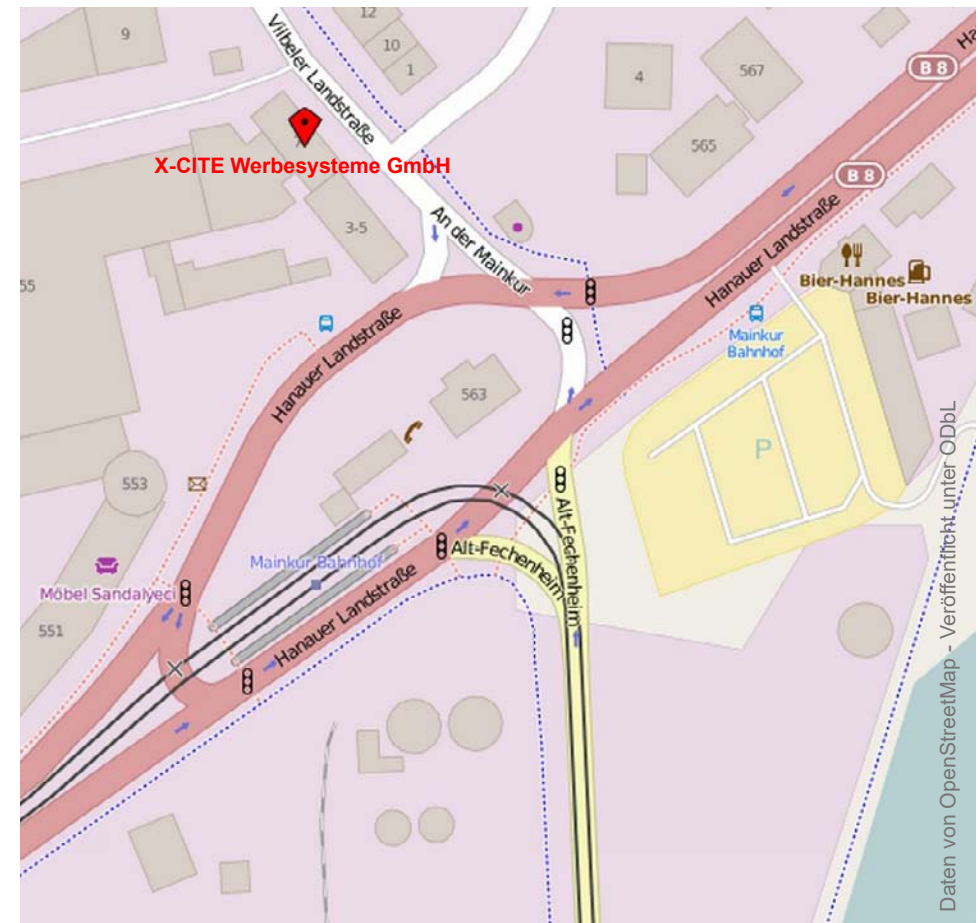 9
12
10
1
Vilbeler Landstraße
4
567
B 8
Ha
565
B 8
X-CITE Werbesysteme GmbH
3-5
An der Mainkur
Hanauer Landstraße
Bier-Hannes
Bier-Hannes
55
Mainkur
Bahnhof
Hanauer Landstraße
563
P
553
Alt-Fechenheim
Alt-Fechenheim
Mainkur Bahnhof
Möbel Sandalyeci
551
Hanauer Landstraße
Daten von OpenStreetMap - Veröffentlicht unter ODbL